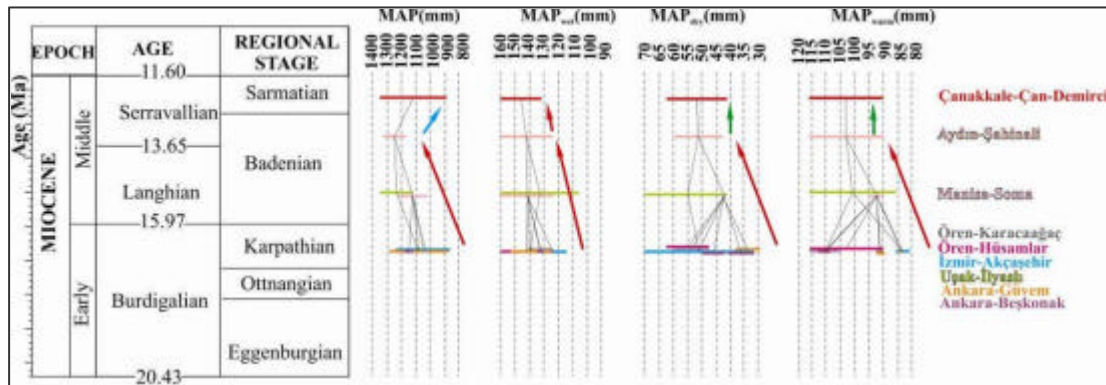 MAP(mm) MAPwet(mm) MAPdry(mm) MAPwarm(mm)
1400 1300 1200 1100 1000 900 800
160 150 140 130 120 110 100 90
70 65 60 55 50 45 40 35 30
120 115 110 105 100 95 90 85 80
EPOCH AGE REGIONAL STAGE
Age (Ma)
MIOCENE
Middle
Early
11.60
Serravallian
13.65
Langhian
15.97
Burdigalian
20.43
Sarmatian
Badenian
Karpathian
Ottnangian
Eggenburgian
Çanakkale-Çan-Demirci
Aydın-Şahinali
Manisa-Soma
Ören-Karacaağaç
Ören-Hüsamlar
İzmir-Akçaşehir
Uşak-İlyaslı
Ankara-Güvem
Ankara-Beşkonak